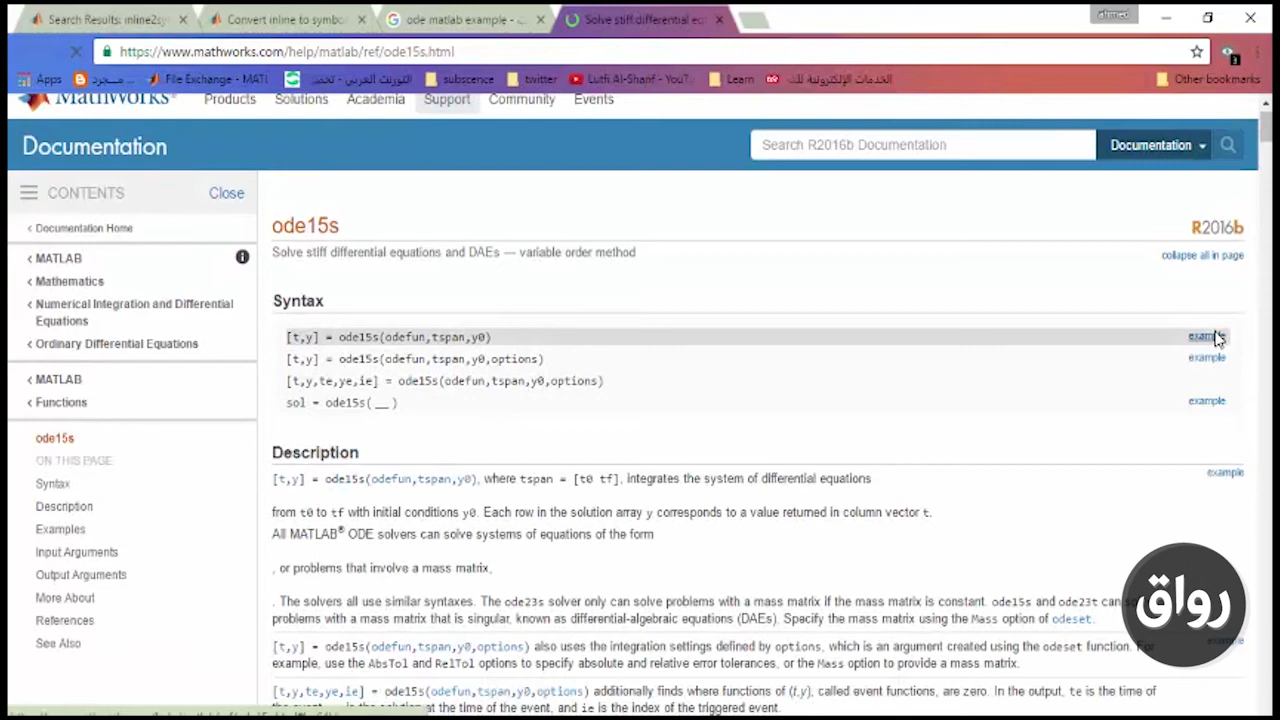 Search Results: inline2sy
Convert inline to symbo
ode matlab example -
Solve stiff differential eq
ahmed
https://www.mathworks.com/help/matlab/ref/ode15s.html
Apps
File Exchange - MATL
التورنت العربي - تحميل
subscence
twitter
Lutfi Al-Sharif - You
Learn
الخدمات الإلكترونية لك
Other bookmarks
MathWorks®
Products Solutions Academia Support Community Events
Documentation
Search R2016b Documentation
Documentation
CONTENTS Close
Documentation Home
MATLAB
Mathematics
Numerical Integration and Differential
Equations
Ordinary Differential Equations
MATLAB
Functions
ode15s
ON THIS PAGE
Syntax
Description
Examples
Input Arguments
Output Arguments
More About
References
See Also
ode15s
R2016b
Solve stiff differential equations and DAEs — variable order method
collapse all in page
Syntax
[t,y] = ode15s(odefun,tspan,y0) example
[t,y] = ode15s(odefun,tspan,y0,options) example
[t,y,te,ye,ie] = ode15s(odefun,tspan,y0,options)
sol = ode15s(__) example
Description
[t,y] = ode15s(odefun,tspan,y0), where tspan = [t0 tf], integrates the system of differential equations example
from t0 to tf with initial conditions y0. Each row in the solution array y corresponds to a value returned in column vector t.
All MATLAB® ODE solvers can solve systems of equations of the form
, or problems that involve a mass matrix,
. The solvers all use similar syntaxes. The ode23s solver only can solve problems with a mass matrix if the mass matrix is constant. ode15s and ode23t can
problems with a mass matrix that is singular, known as differential-algebraic equations (DAEs). Specify the mass matrix using the Mass option of odeset.
[t,y] = ode15s(odefun,tspan,y0,options) also uses the integration settings defined by options, which is an argument created using the odeset function. For
example, use the AbsTol and RelTol options to specify absolute and relative error tolerances, or the Mass option to provide a mass matrix.
[t,y,te,ye,ie] = ode15s(odefun,tspan,y0,options) additionally finds where functions of (t,y), called event functions, are zero. In the output, te is the time of
the event, is the solution at the time of the event, and ie is the index of the triggered event.
رواق